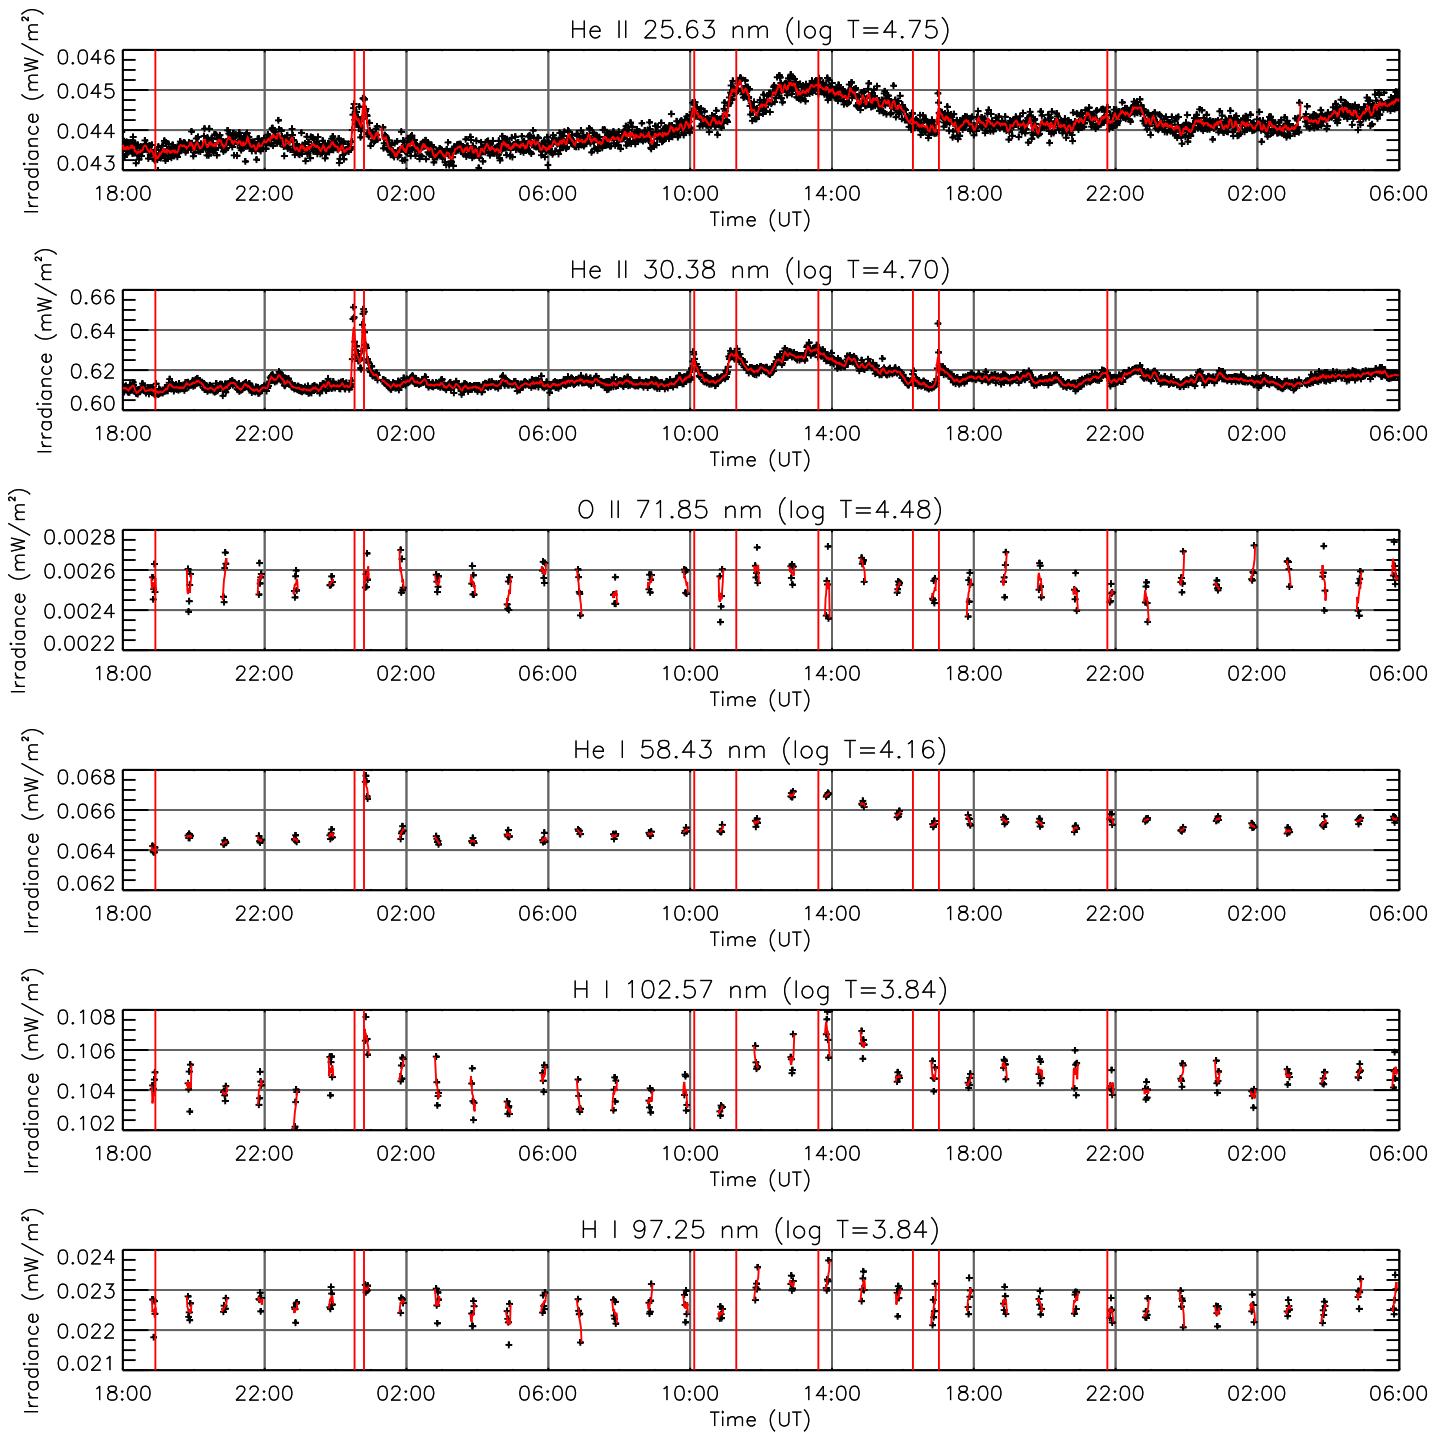 He II 25.63 nm (log T=4.75)
Irradiance (mW/m²)
0.046
0.045
0.044
0.043
18:00 22:00 02:00 06:00 10:00 14:00 18:00 22:00 02:00 06:00
Time (UT)
He II 30.38 nm (log T=4.70)
Irradiance (mW/m²)
0.66
0.64
0.62
0.60
18:00 22:00 02:00 06:00 10:00 14:00 18:00 22:00 02:00 06:00
Time (UT)
O II 71.85 nm (log T=4.48)
Irradiance (mW/m²)
0.0028
0.0026
0.0024
0.0022
18:00 22:00 02:00 06:00 10:00 14:00 18:00 22:00 02:00 06:00
Time (UT)
He I 58.43 nm (log T=4.16)
Irradiance (mW/m²)
0.068
0.066
0.064
0.062
18:00 22:00 02:00 06:00 10:00 14:00 18:00 22:00 02:00 06:00
Time (UT)
H I 102.57 nm (log T=3.84)
Irradiance (mW/m²)
0.108
0.106
0.104
0.102
18:00 22:00 02:00 06:00 10:00 14:00 18:00 22:00 02:00 06:00
Time (UT)
H I 97.25 nm (log T=3.84)
Irradiance (mW/m²)
0.024
0.023
0.022
0.021
18:00 22:00 02:00 06:00 10:00 14:00 18:00 22:00 02:00 06:00
Time (UT)